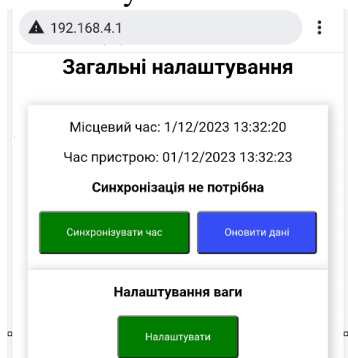 192.168.4.1
Загальні налаштування
Місцевий час: 1/12/2023 13:32:20
Час пристрою: 01/12/2023 13:32:23
Синхронізація не потрібна
Синхронізувати час
Оновити дані
Налаштування ваги
Налаштувати